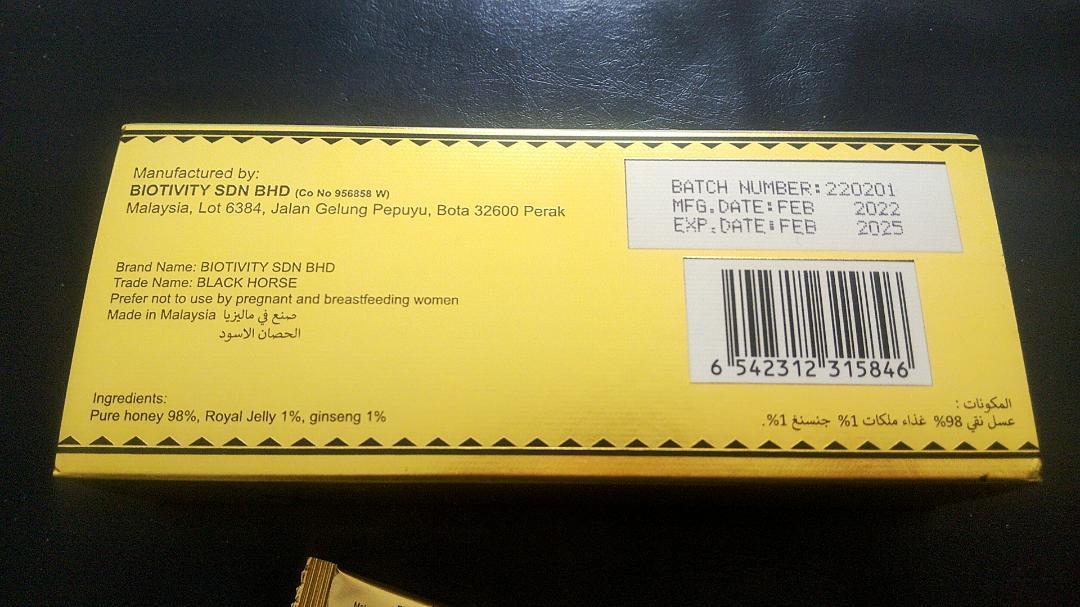 Manufactured by:
BIOTIVITY SDN BHD (Co No 956858 W)
Malaysia, Lot 6384, Jalan Gelung Pepuyu, Bota 32600 Perak
BATCH NUMBER:220201
MFG.DATE:FEB 2022
EXP.DATE:FEB 2025
Brand Name: BIOTIVITY SDN BHD
Trade Name: BLACK HORSE
Prefer not to use by pregnant and breastfeeding women
Made in Malaysia صنع في ماليزيا
الحصان الاسود
6 542312 315846
Ingredients:
Pure honey 98%, Royal Jelly 1%, ginseng 1%
المكونات :
عسل نقي 98% غذاء ملكات 1% جنسنغ 1%.